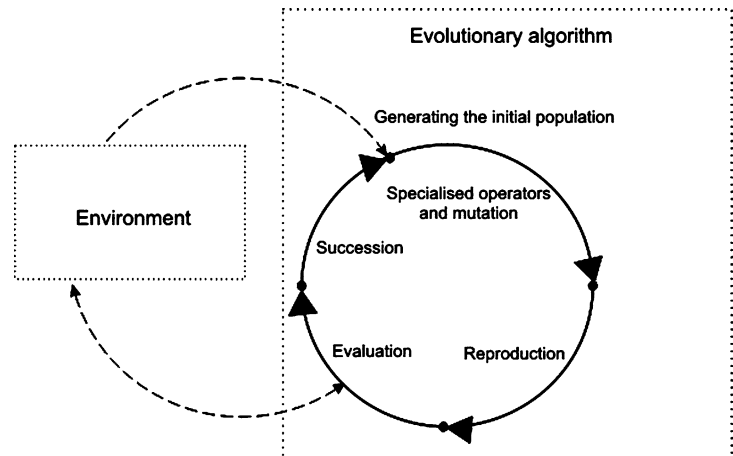 Evolutionary algorithm
Generating the initial population
Specialised operators
and mutation
Environment
Succession
Evaluation
Reproduction